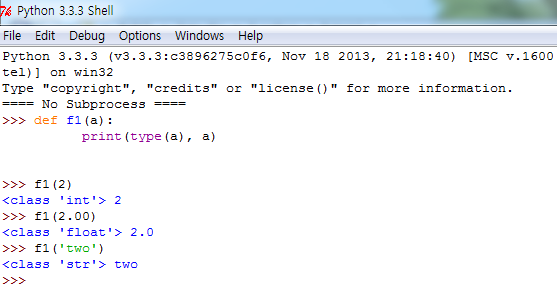 Python 3.3.3 Shell
File Edit Debug Options Windows Help
Python 3.3.3 (v3.3.3:c3896275c0f6, Nov 18 2013, 21:18:40) [MSC v.1600
tel)] on win32
Type "copyright", "credits" or "license()" for more information.
==== No Subprocess ====
>>> def f1(a):
        print(type(a), a)
>>> f1(2)
<class 'int'> 2
>>> f1(2.00)
<class 'float'> 2.0
>>> f1('two')
<class 'str'> two
>>>